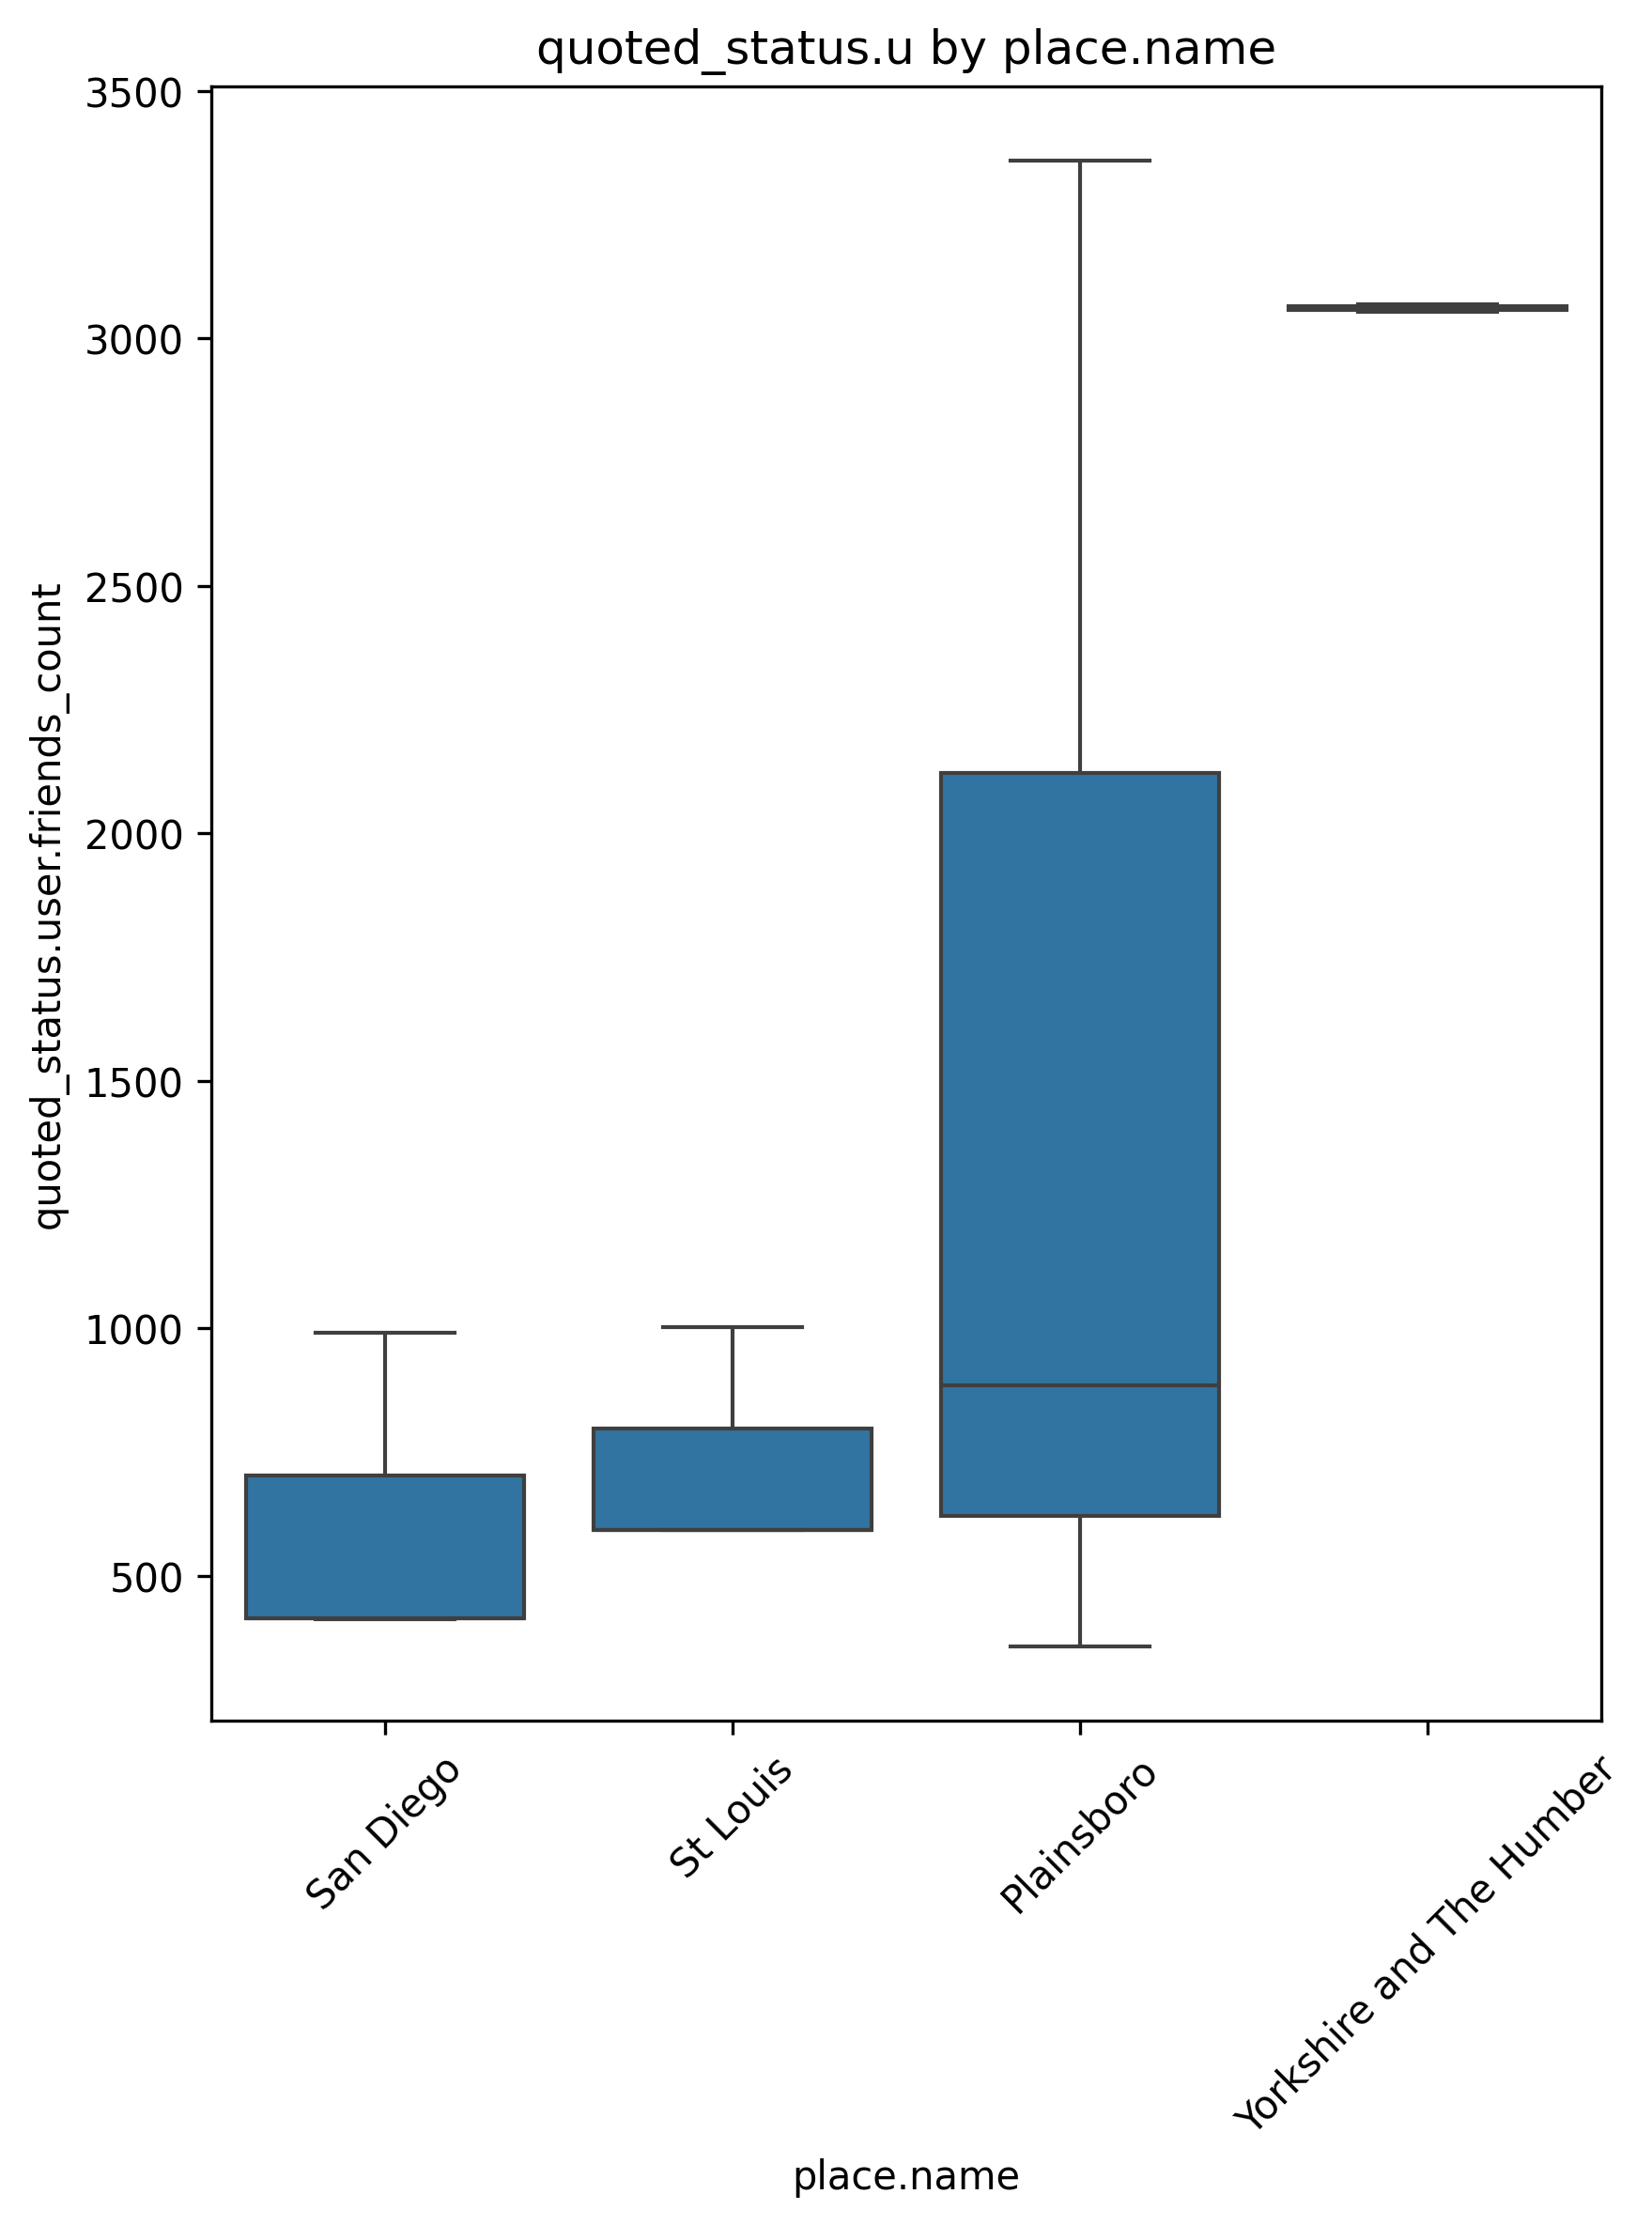 quoted_status.u by place.name
quoted_status.user.friends_count
3500
3000
2500
2000
1500
1000
500
San Diego
St Louis
Plainsboro
Yorkshire and The Humber
place.name